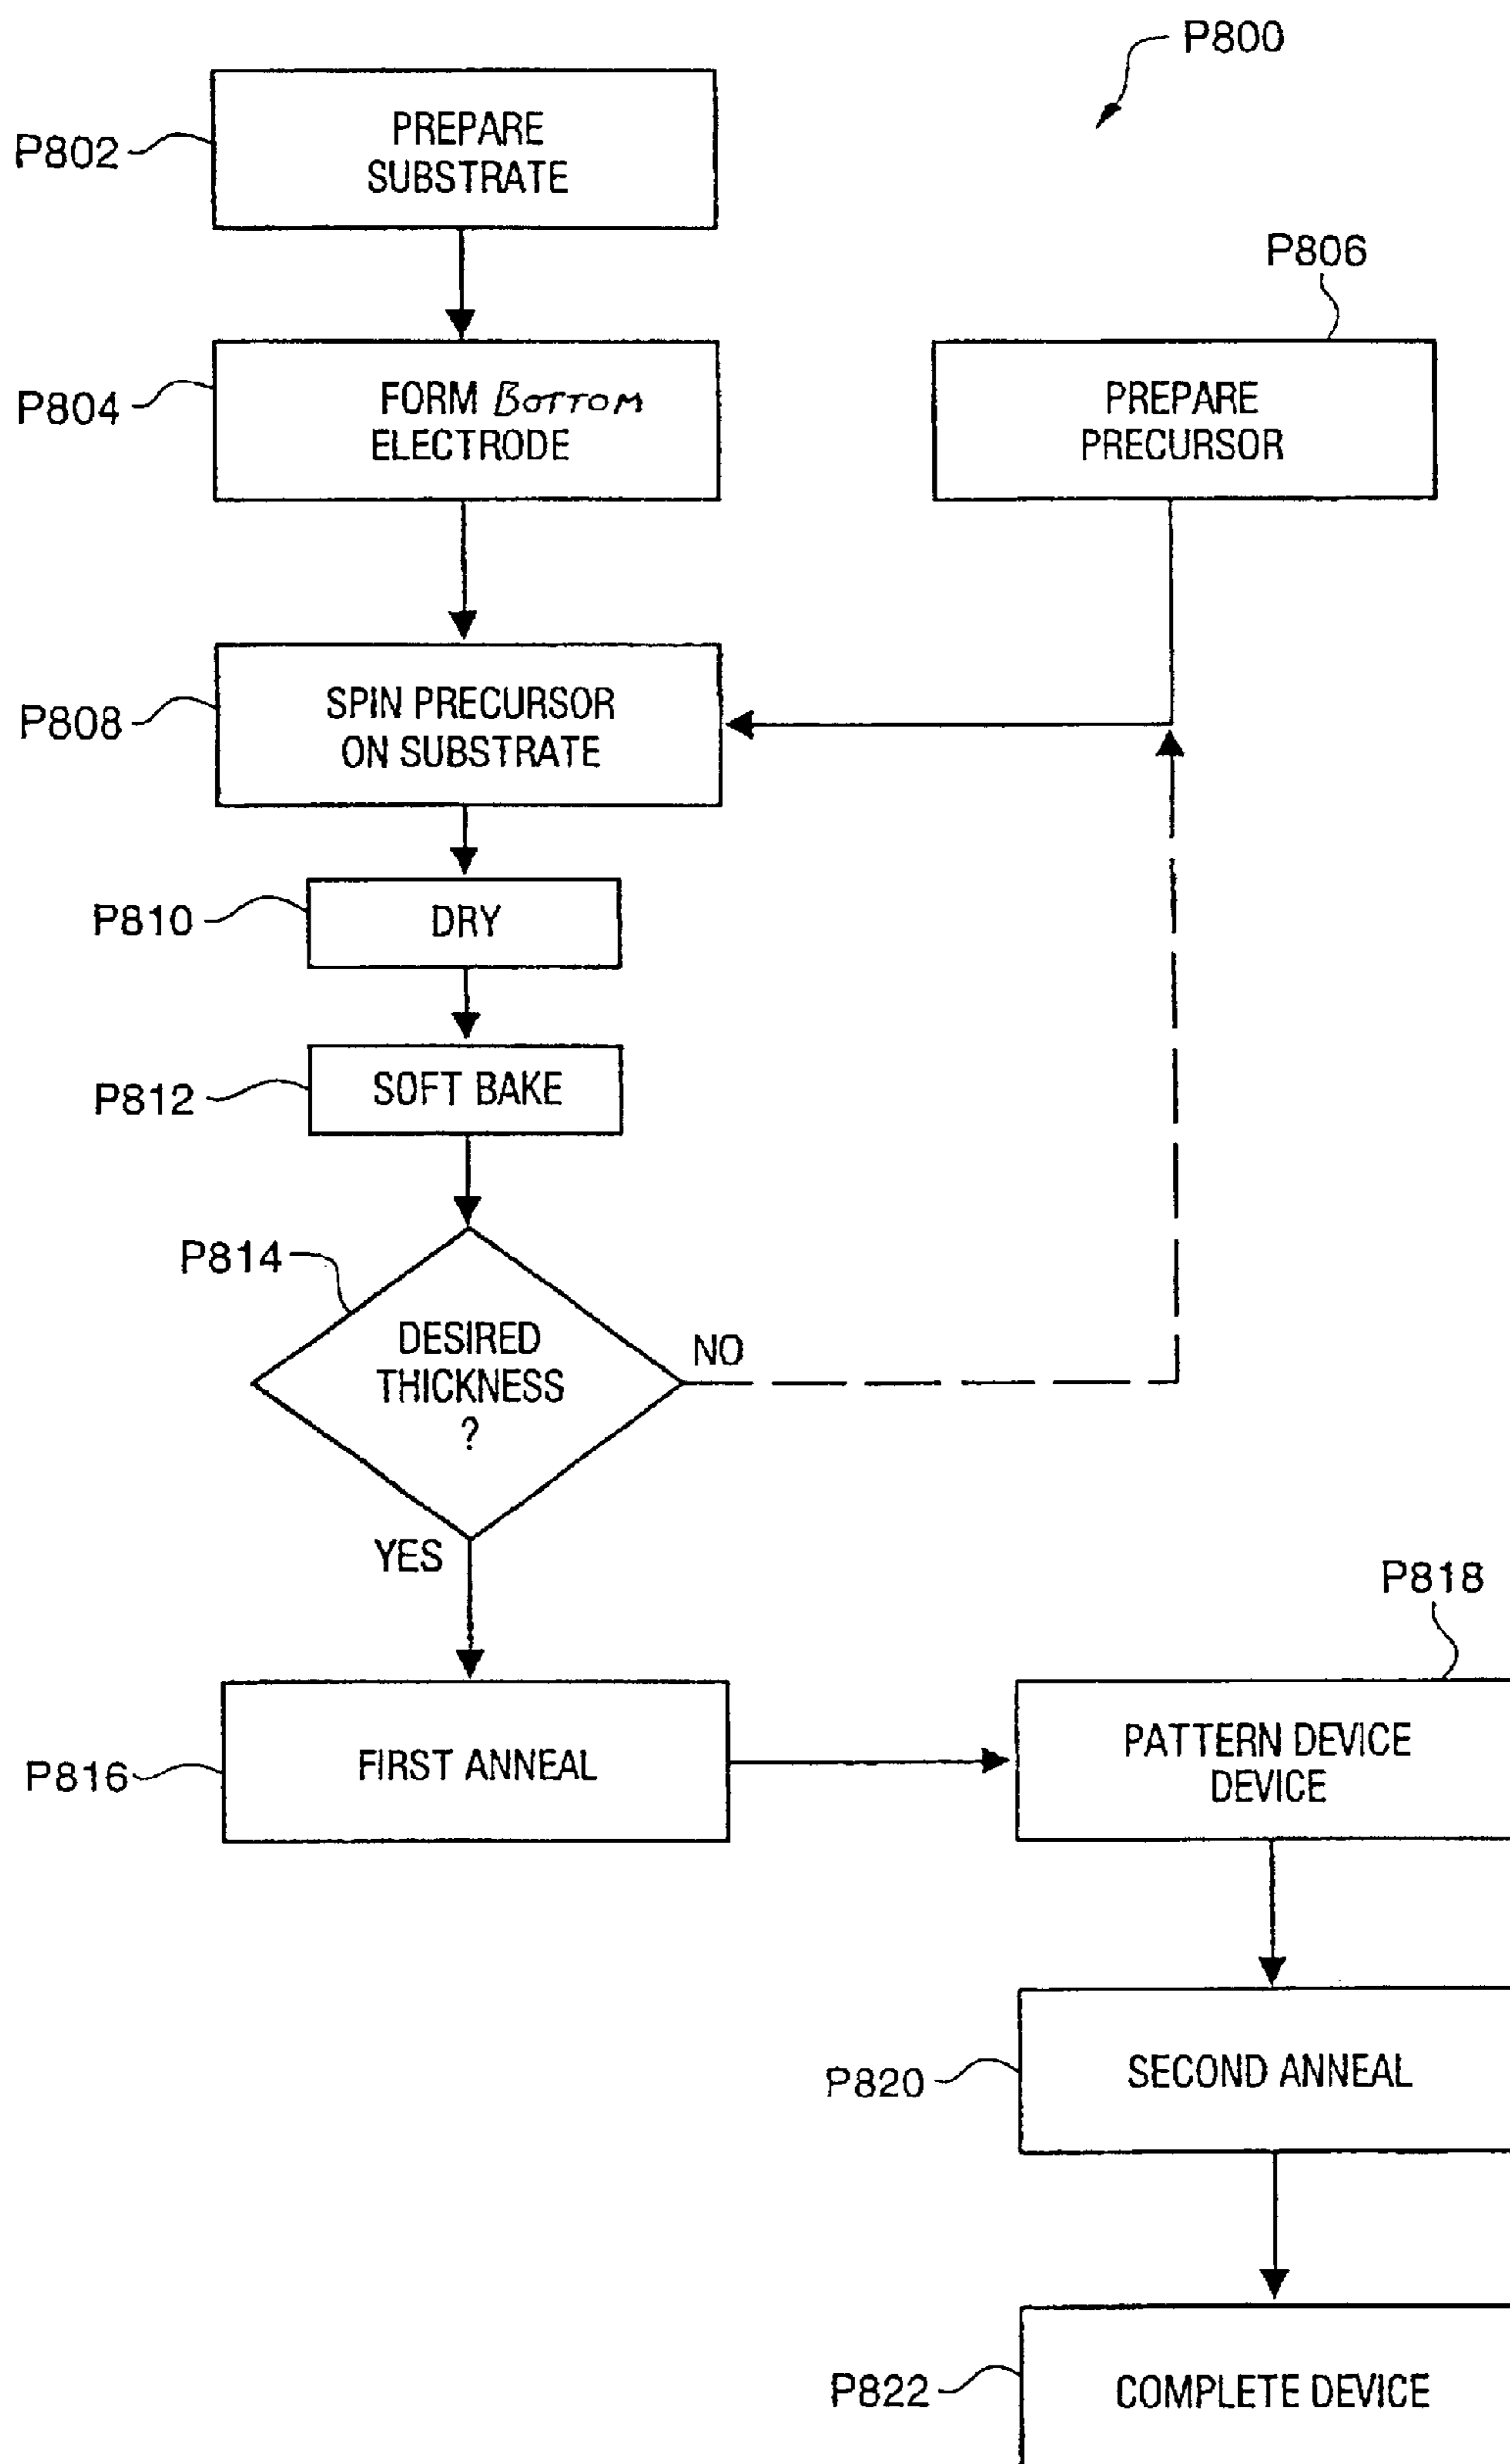 P800
PREPARE
SUBSTRATE
P802
P806
FORM BOTTOM
ELECTRODE
P804
PREPARE
PRECURSOR
SPIN PRECURSOR
ON SUBSTRATE
P808
P810
DRY
P812
SOFT BAKE
P814
DESIRED
THICKNESS
?
NO
YES
P818
P816
FIRST ANNEAL
PATTERN DEVICE
DEVICE
P820
SECOND ANNEAL
P822
COMPLETE DEVICE